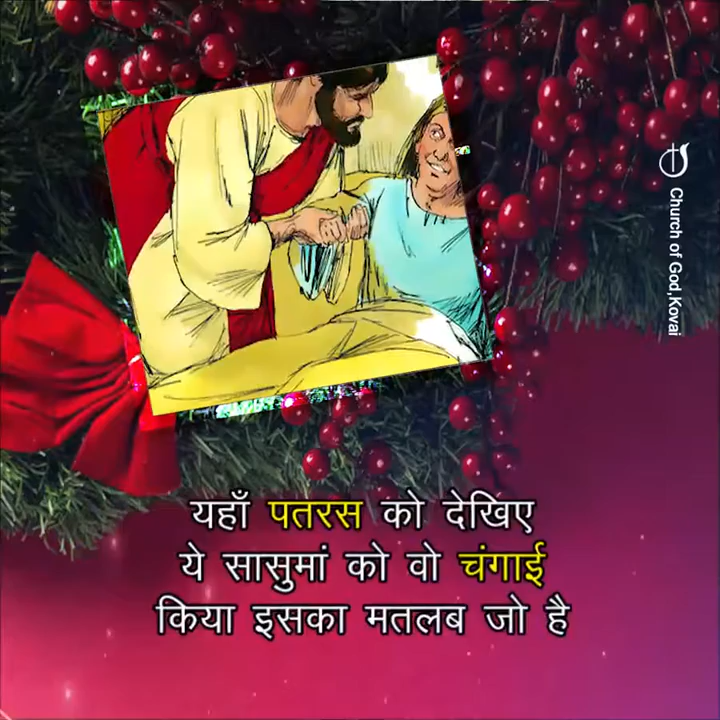 Church of God,Kovai
यहाँ पतरस को देखिए
ये सासुमां को वो चंगाई
किया इसका मतलब जो है